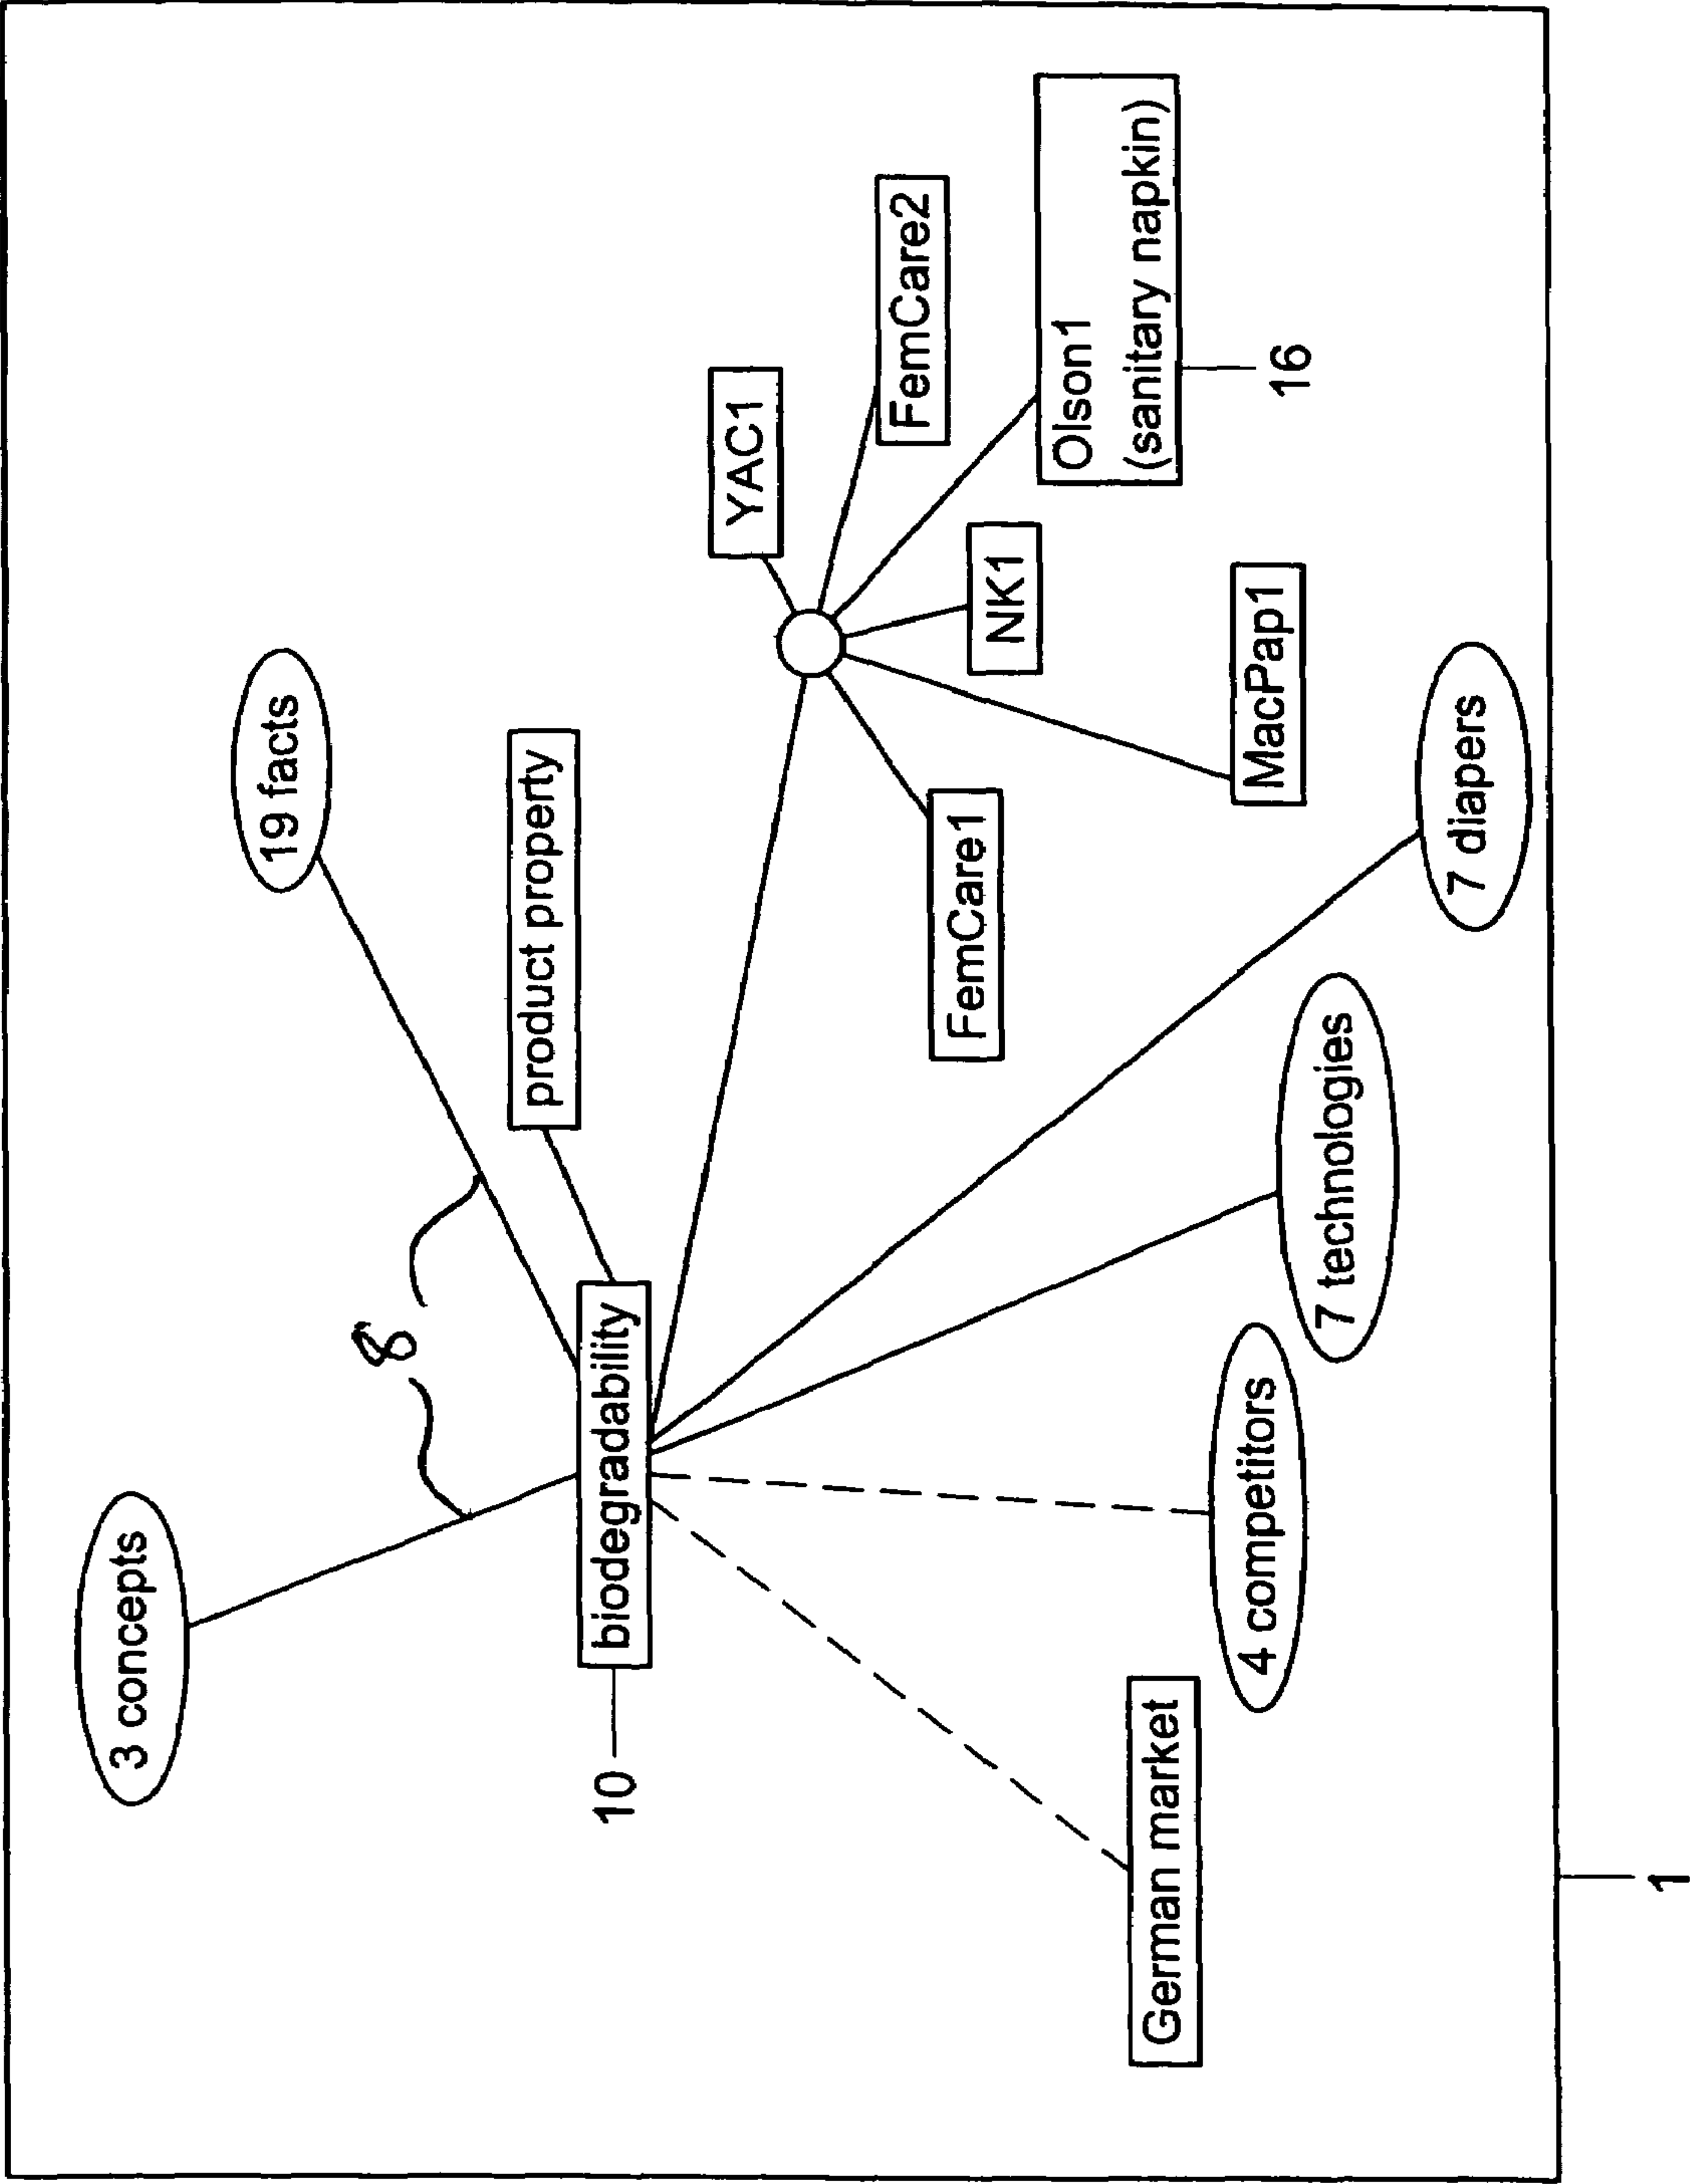 3 concepts
19 facts
8
product property
10
biodegradability
YAC1
FemCare2
Olson1
(sanitary napkin)
16
NK1
FemCare1
MacPap1
German market
4 competitors
7 technologies
7 diapers
1